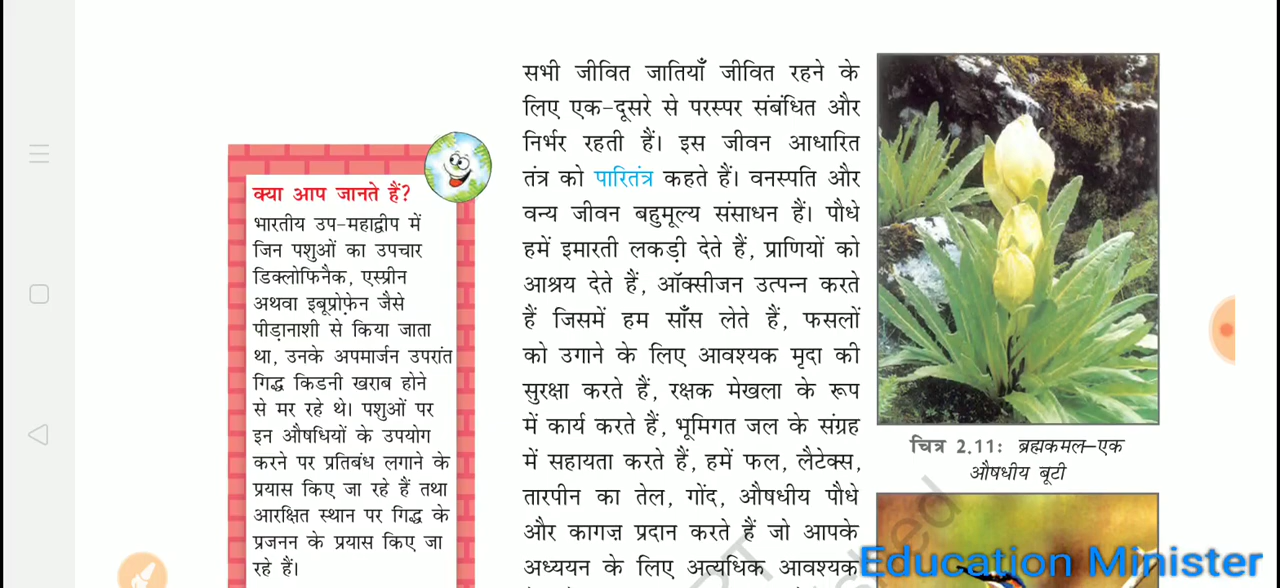 क्या आप जानते हैं?
भारतीय उप-महाद्वीप में
जिन पशुओं का उपचार
डिक्लोफिनैक, एस्प्रीन
अथवा इबूप्रोफ़ेन जैसे
पीड़ानाशी से किया जाता
था, उनके अपमार्जन उपरांत
गिद्ध किडनी खराब होने
से मर रहे थे। पशुओं पर
इन औषधियों के उपयोग
करने पर प्रतिबंध लगाने के
प्रयास किए जा रहे हैं तथा
आरक्षित स्थान पर गिद्ध के
प्रजनन के प्रयास किए जा
रहे हैं।
सभी जीवित जातियाँ जीवित रहने के
लिए एक-दूसरे से परस्पर संबंधित और
निर्भर रहती हैं। इस जीवन आधारित
तंत्र को पारितंत्र कहते हैं। वनस्पति और
वन्य जीवन बहुमूल्य संसाधन हैं। पौधे
हमें इमारती लकड़ी देते हैं, प्राणियों को
आश्रय देते हैं, ऑक्सीजन उत्पन्न करते
हैं जिसमें हम साँस लेते हैं, फसलों
को उगाने के लिए आवश्यक मृदा की
सुरक्षा करते हैं, रक्षक मेखला के रूप
में कार्य करते हैं, भूमिगत जल के संग्रह
में सहायता करते हैं, हमें फल, लैटेक्स,
तारपीन का तेल, गोंद, औषधीय पौधे
और कागज़ प्रदान करते हैं जो आपके
अध्ययन के लिए अत्यधिक आवश्यक
चित्र 2.11: ब्रह्मकमल-एक
औषधीय बूटी
Education Minister